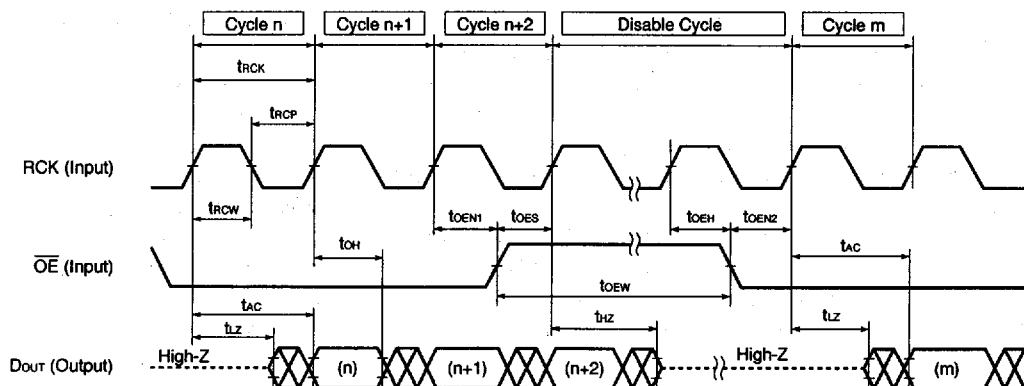 Cycle n Cycle n+1 Cycle n+2 Disable Cycle Cycle m
tRCK
tRCP
RCK (Input)
tRCW tOEN1 tOES tOEH tOEN2
tOH tAC
OE (Input)
tOEW
tAC
tLZ tHZ tLZ
High-Z High-Z
DOUT (Output) (n) (n+1) (n+2) (m)